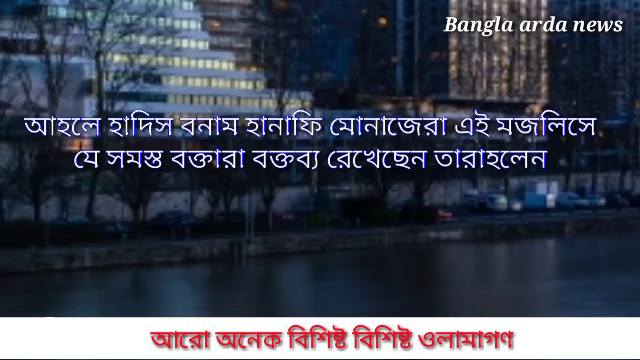 Bangla arda news
আহলে হাদিস বনাম হানাফি মোনাজেরা এই মজলিসে
যে সমস্ত বক্তারা বক্তব্য রেখেছেন তারাহলেন
আরো অনেক বিশিষ্ট বিশিষ্ট ওলামাগণ